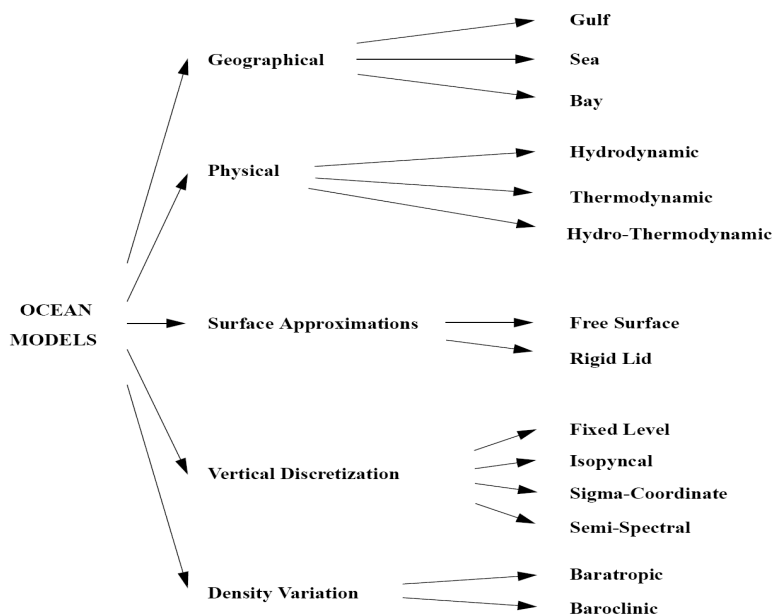 OCEAN
MODELS
Geographical
Gulf
Sea
Bay
Physical
Hydrodynamic
Thermodynamic
Hydro-Thermodynamic
Surface Approximations
Free Surface
Rigid Lid
Vertical Discretization
Fixed Level
Isopyncal
Sigma-Coordinate
Semi-Spectral
Density Variation
Baratropic
Baroclinic